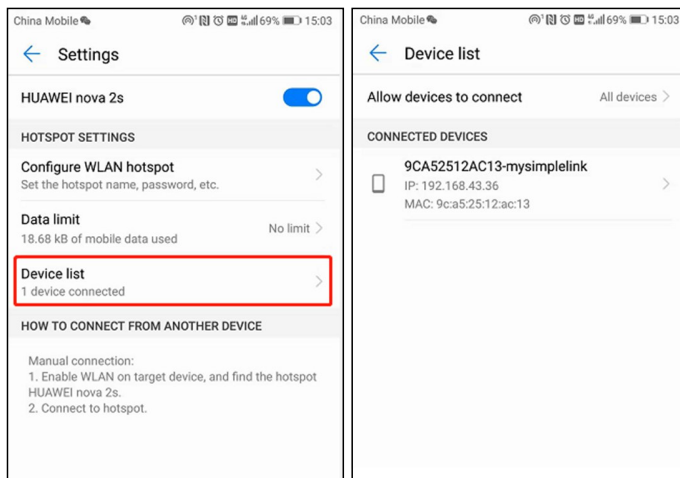 China Mobile 69% 15:03
Settings
HUAWEI nova 2s
HOTSPOT SETTINGS
Configure WLAN hotspot
Set the hotspot name, password, etc.
Data limit
18.68 kB of mobile data used
No limit
Device list
1 device connected
HOW TO CONNECT FROM ANOTHER DEVICE
Manual connection:
1. Enable WLAN on target device, and find the hotspot
HUAWEI nova 2s.
2. Connect to hotspot.
China Mobile 69% 15:03
Device list
Allow devices to connect
All devices
CONNECTED DEVICES
9CA52512AC13-mysimplelink
IP: 192.168.43.36
MAC: 9c:a5:25:12:ac:13